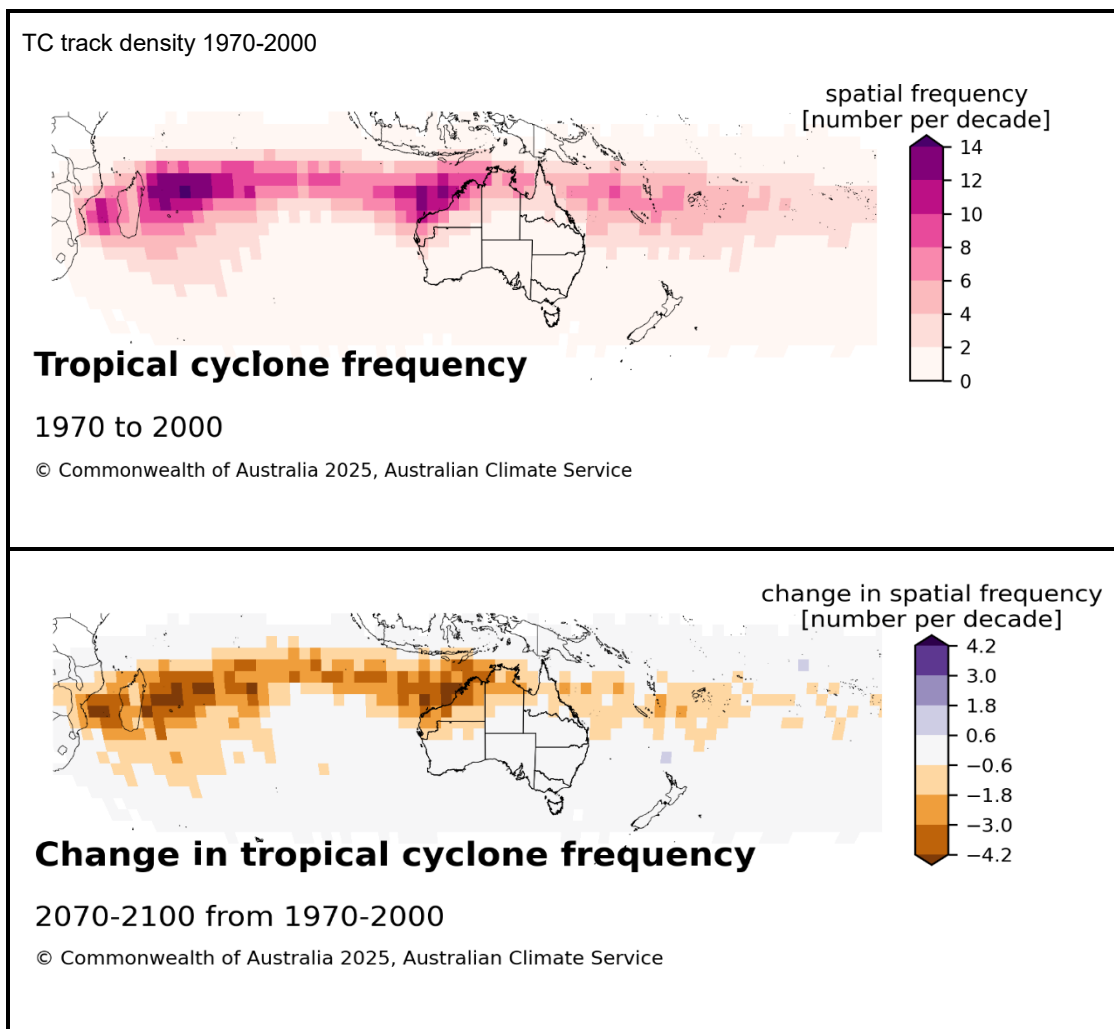 TC track density 1970-2000
spatial frequency
[number per decade]
14
12
10
8
6
4
2
0
Tropical cyclone frequency
1970 to 2000
© Commonwealth of Australia 2025, Australian Climate Service
change in spatial frequency
[number per decade]
4.2
3.0
1.8
0.6
−0.6
−1.8
−3.0
−4.2
Change in tropical cyclone frequency
2070-2100 from 1970-2000
© Commonwealth of Australia 2025, Australian Climate Service